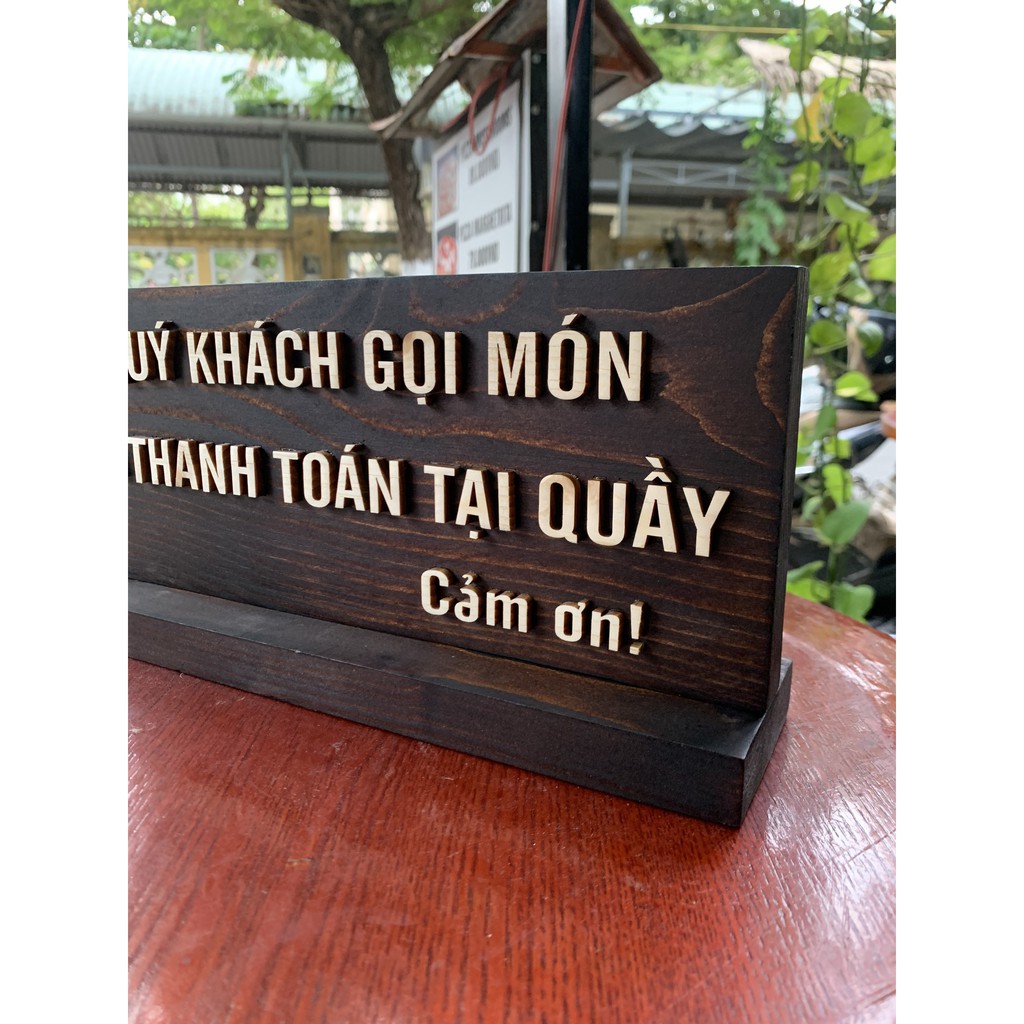 UÝ KHÁCH GỌI MÓN
THANH TOÁN TẠI QUẦY
Cảm ơn!